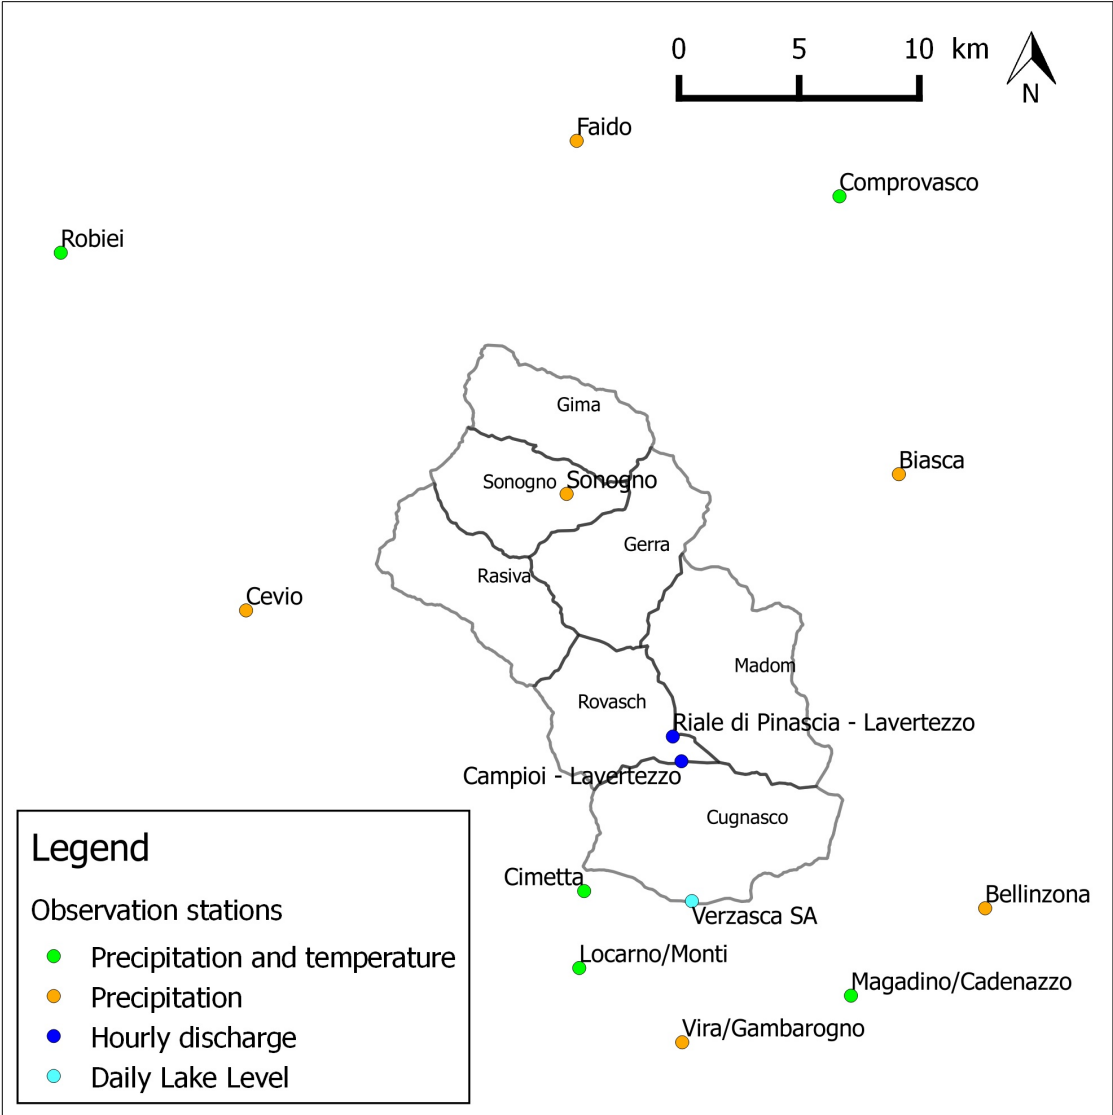 0 5 10 km
N
Faido
Comprovasco
Robiei
Gima
Biasca
Sonogno Sonogno
Gerra
Rasiva
Cevio
Madom
Rovasch
Riale di Pinascia - Lavertezzo
Campioi - Lavertezzo
Cugnasco
Cimetta
Bellinzona
Verzasca SA
Locarno/Monti
Magadino/Cadenazzo
Vira/Gambarogno
Legend
Observation stations
Precipitation and temperature
Precipitation
Hourly discharge
Daily Lake Level